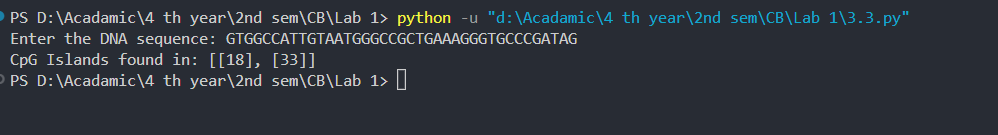 PS D:\Acadamic\4 th year\2nd sem\CB\Lab 1> python -u "d:\Acadamic\4 th year\2nd sem\CB\Lab 1\3.3.py"
Enter the DNA sequence: GTGGCCATTGTAATGGGCCGCTGAAAGGGTGCCCGATAG
CpG Islands found in: [[18], [33]]
PS D:\Acadamic\4 th year\2nd sem\CB\Lab 1>